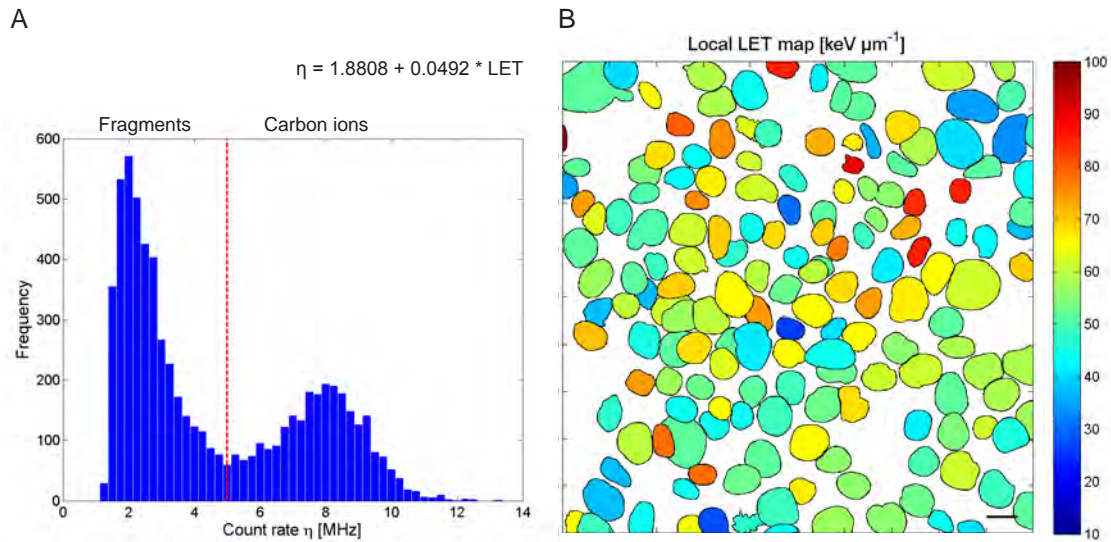 A
η = 1.8808 + 0.0492 * LET
Fragments
Carbon ions
600
500
400
300
200
100
0
Frequency
0 2 4 6 8 10 12 14
Count rate η [MHz]
B
Local LET map [keV μm⁻¹]
100
90
80
70
60
50
40
30
20
10